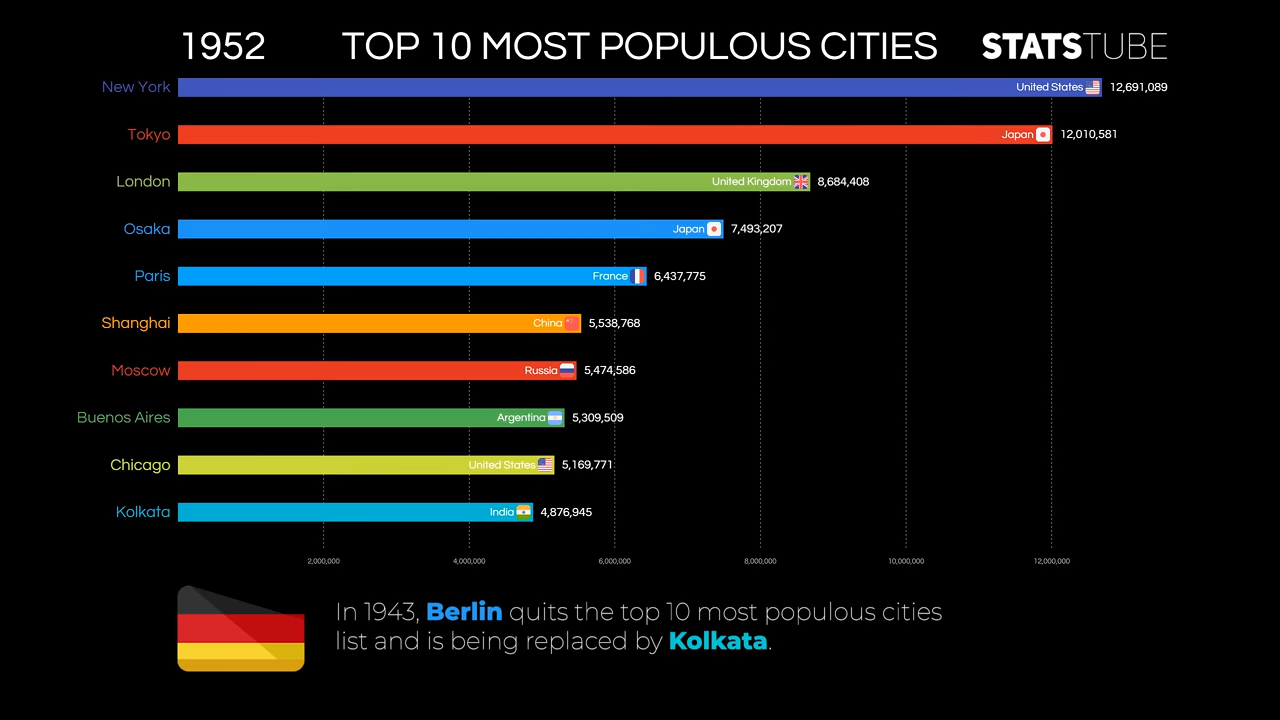 1952 TOP 10 MOST POPULOUS CITIES STATSTUBE
New York United States 12,691,089
Tokyo Japan 12,010,581
London United Kingdom 8,684,408
Osaka Japan 7,493,207
Paris France 6,437,775
Shanghai China 5,538,768
Moscow Russia 5,474,586
Buenos Aires Argentina 5,309,509
Chicago United States 5,169,771
Kolkata India 4,876,945
2,000,000 4,000,000 6,000,000 8,000,000 10,000,000 12,000,000
In 1943, Berlin quits the top 10 most populous cities
list and is being replaced by Kolkata.